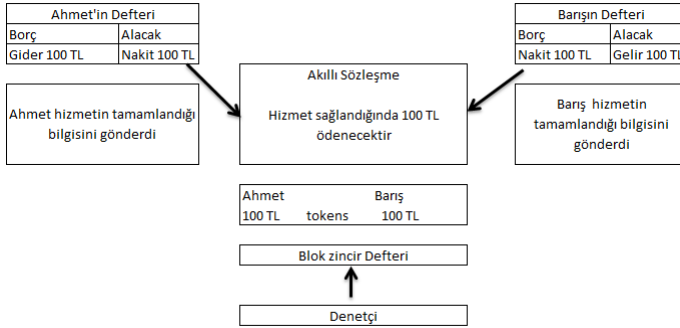 Ahmet'in Defteri
Borç Alacak
Gider 100 TL Nakit 100 TL
Ahmet hizmetin tamamlandığı
bilgisini gönderdi
Akıllı Sözleşme
Hizmet sağlandığında 100 TL
ödenecektir
Barışın Defteri
Borç Alacak
Nakit 100 TL Gelir 100 TL
Barış hizmetin
tamamlandığı bilgisini
gönderdi
Ahmet Barış
100 TL tokens 100 TL
Blok zincir Defteri
Denetçi